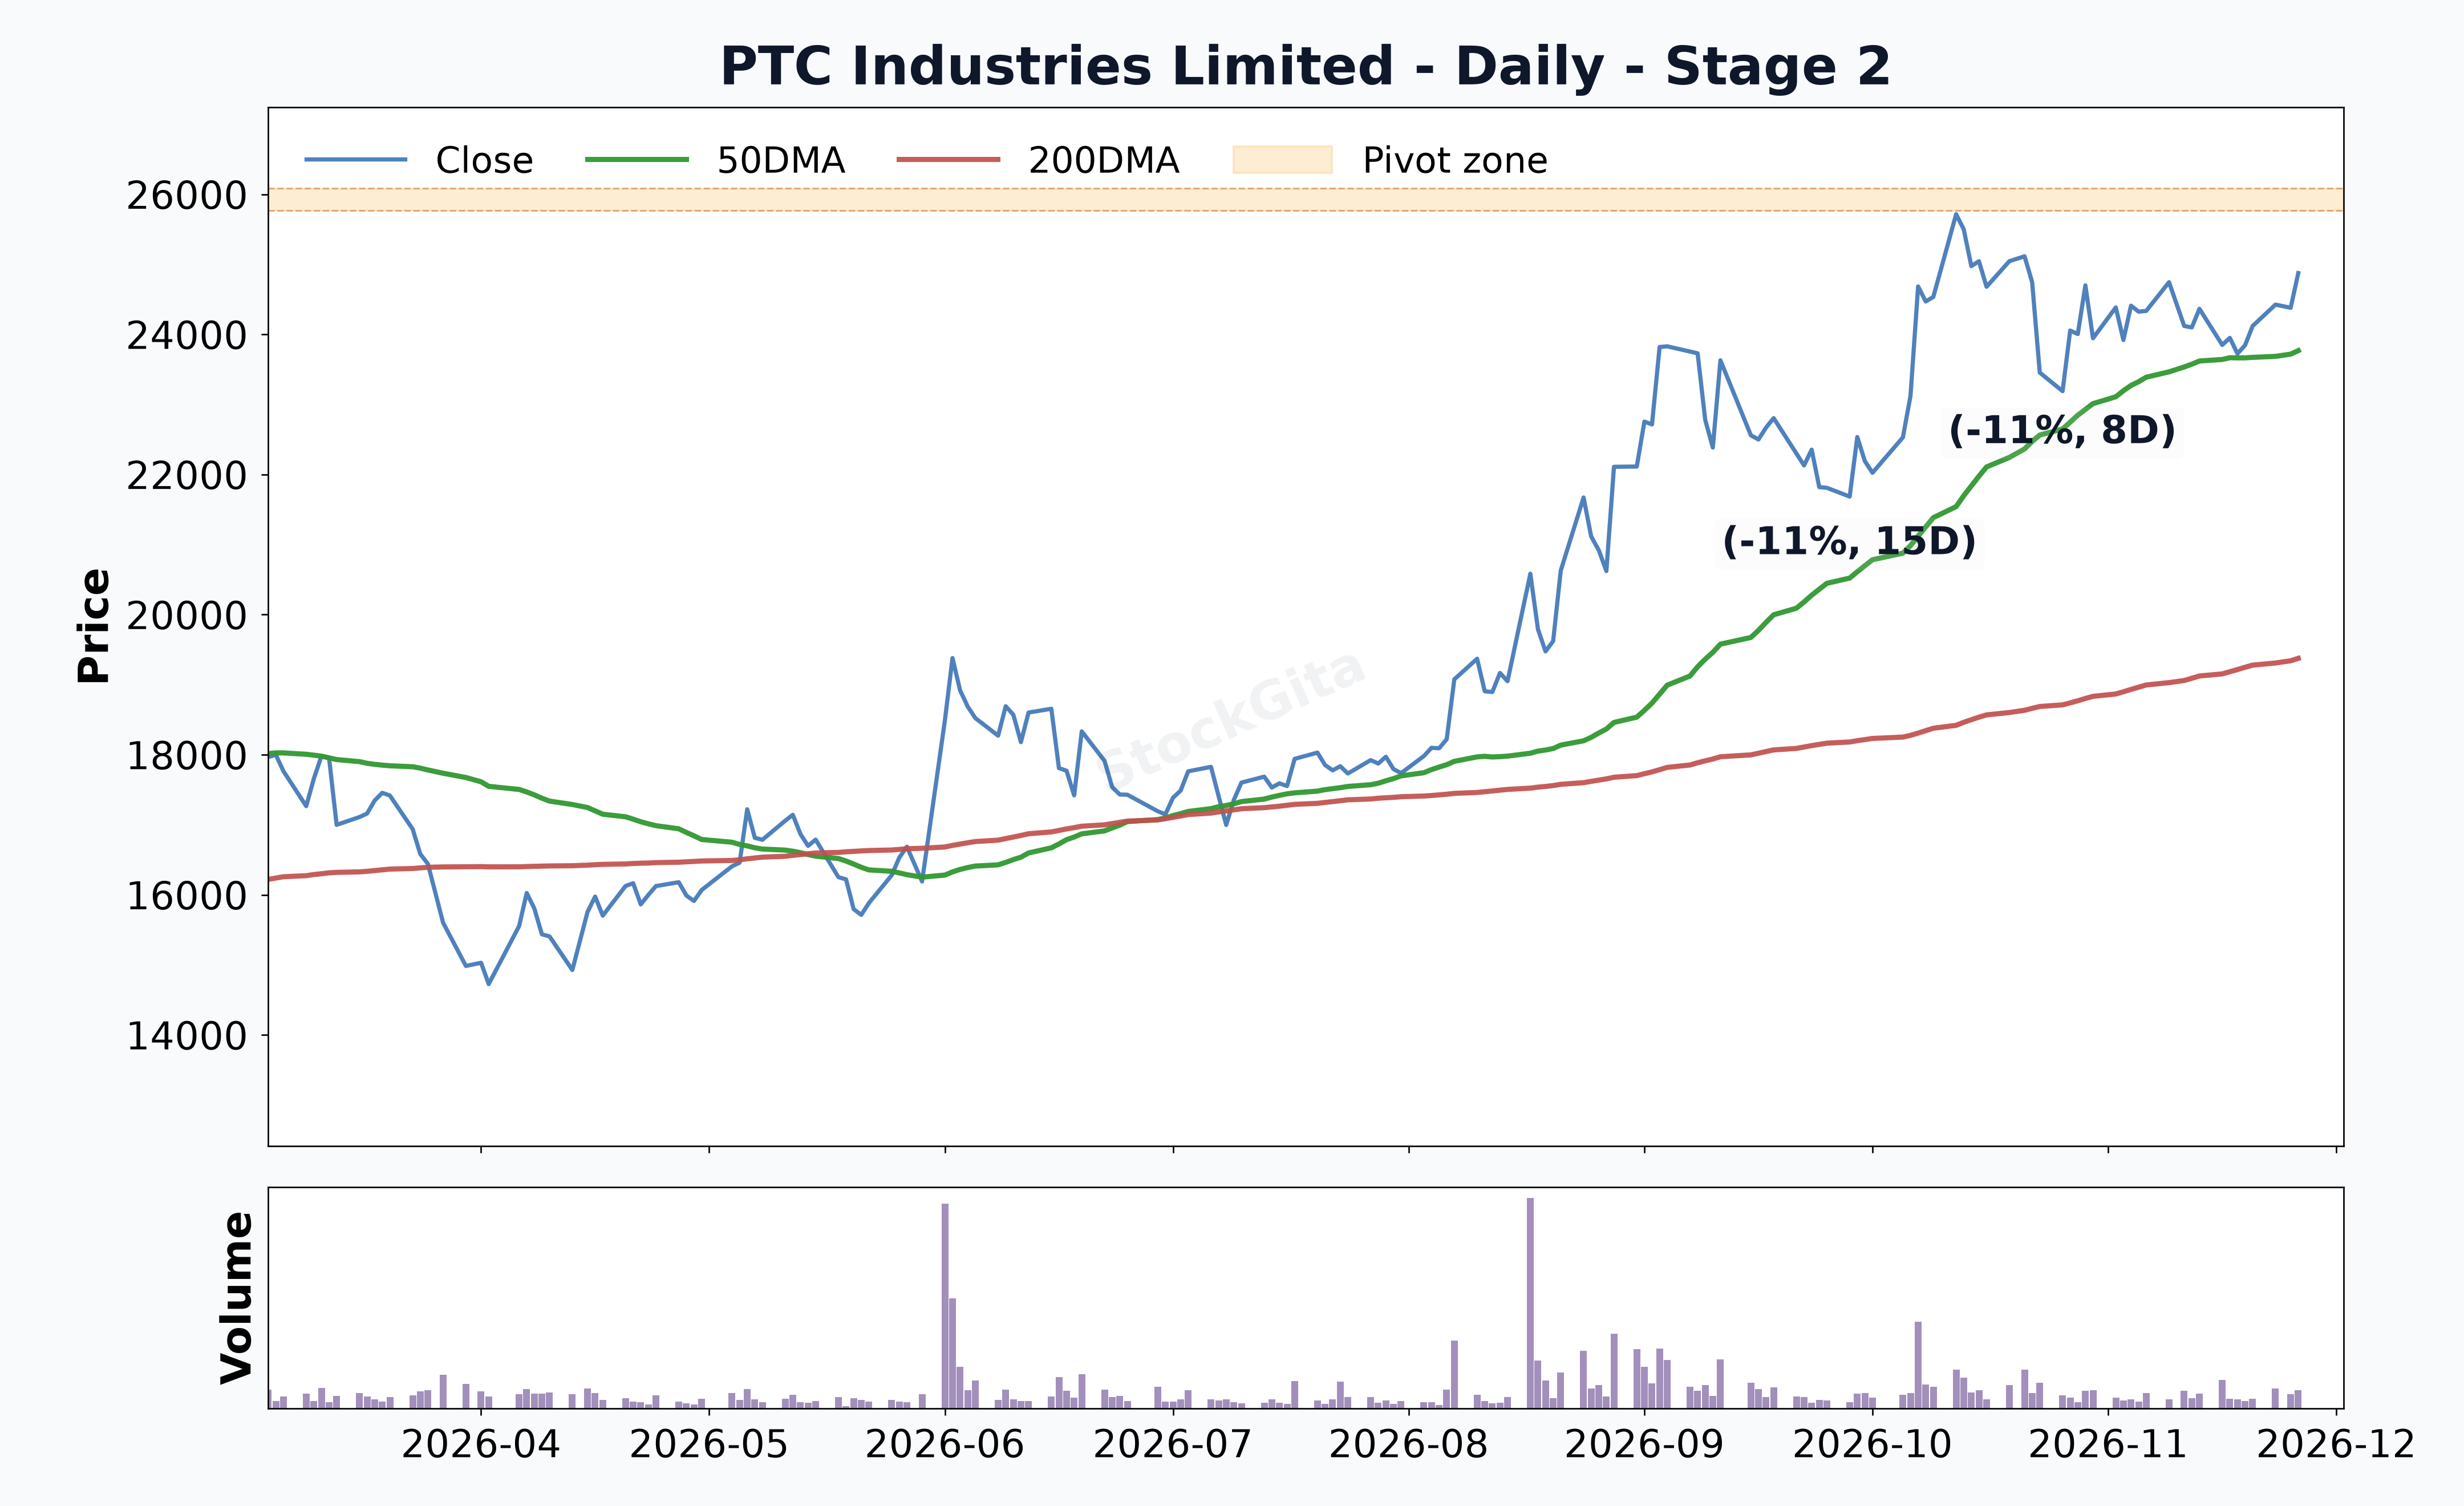 PTC Industries Limited - Daily - Stage 2
Close 50DMA 200DMA Pivot zone
26000
24000
22000
20000
18000
16000
14000
Price
(-11%, 8D)
(-11%, 15D)
StockGita
Volume
2026-04 2026-05 2026-06 2026-07 2026-08 2026-09 2026-10 2026-11 2026-12